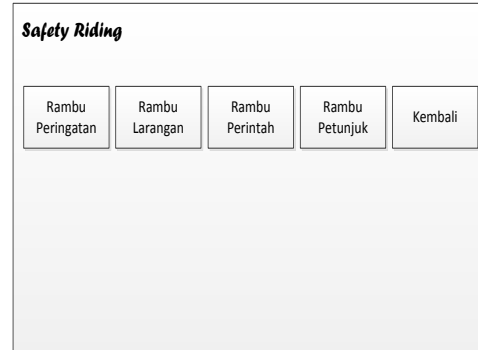 Safety Riding
Rambu
Peringatan
Rambu
Larangan
Rambu
Perintah
Rambu
Petunjuk
Kembali